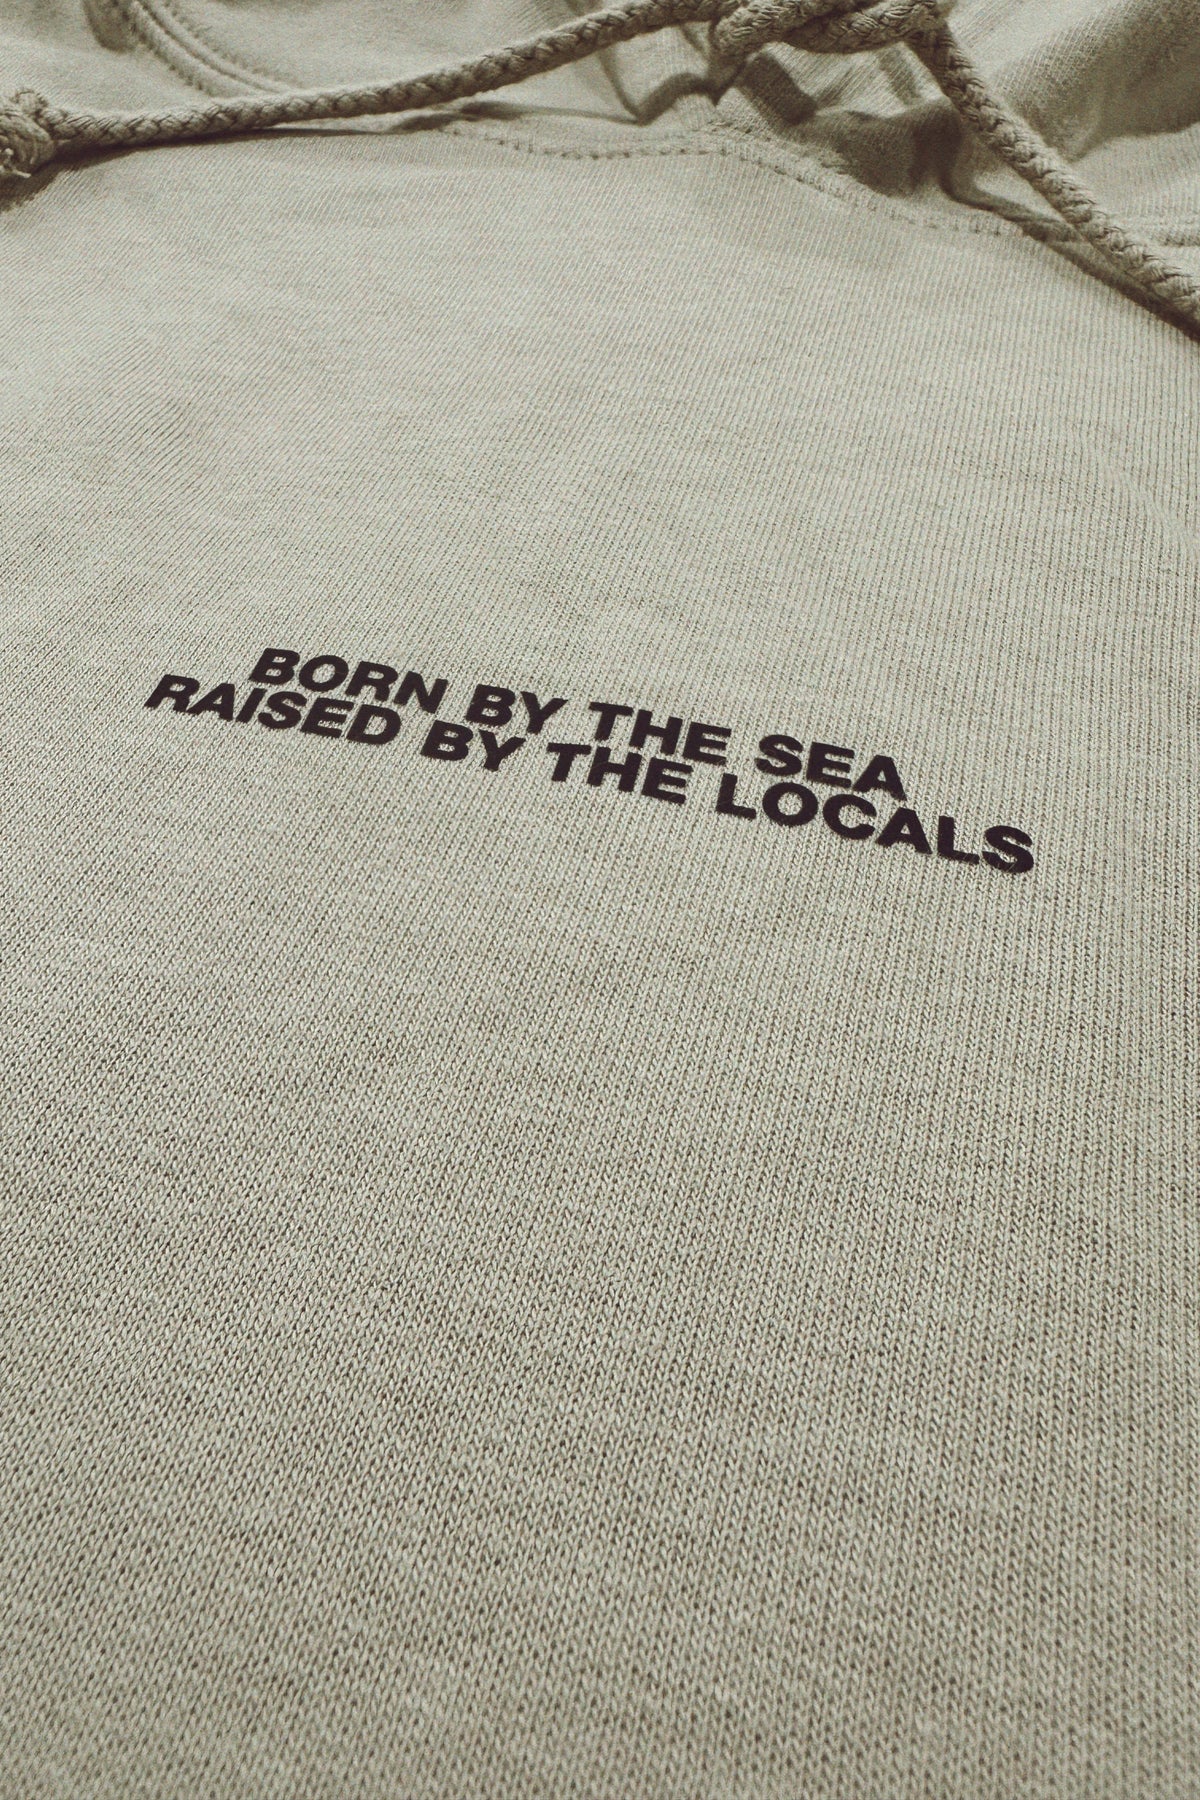 BORN BY THE SEA
RAISED BY THE LOCALS